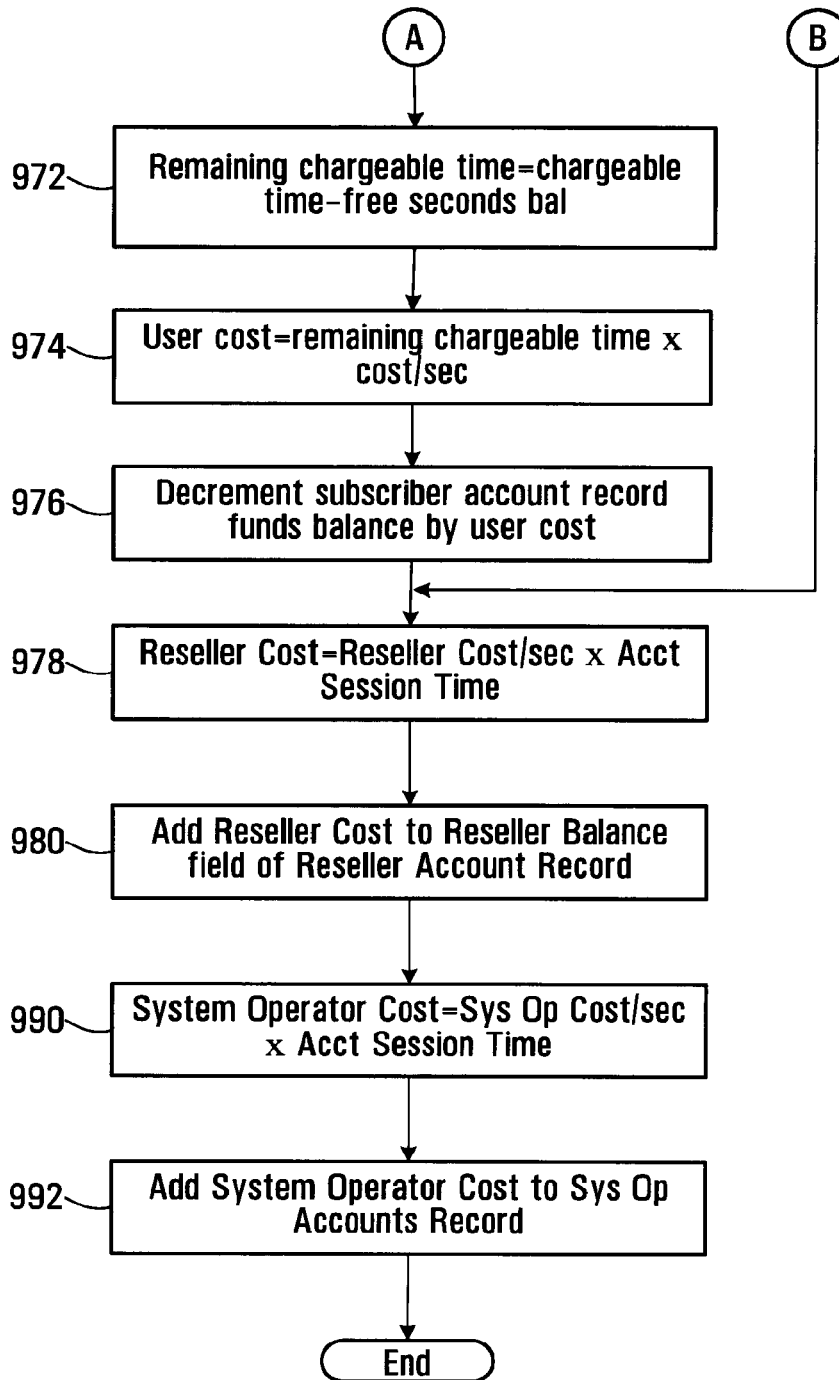 A
B
972
Remaining chargeable time=chargeable
time-free seconds bal
974
User cost=remaining chargeable time x
cost/sec
976
Decrement subscriber account record
funds balance by user cost
978
Reseller Cost=Reseller Cost/sec x Acct
Session Time
980
Add Reseller Cost to Reseller Balance
field of Reseller Account Record
990
System Operator Cost=Sys Op Cost/sec
x Acct Session Time
992
Add System Operator Cost to Sys Op
Accounts Record
End